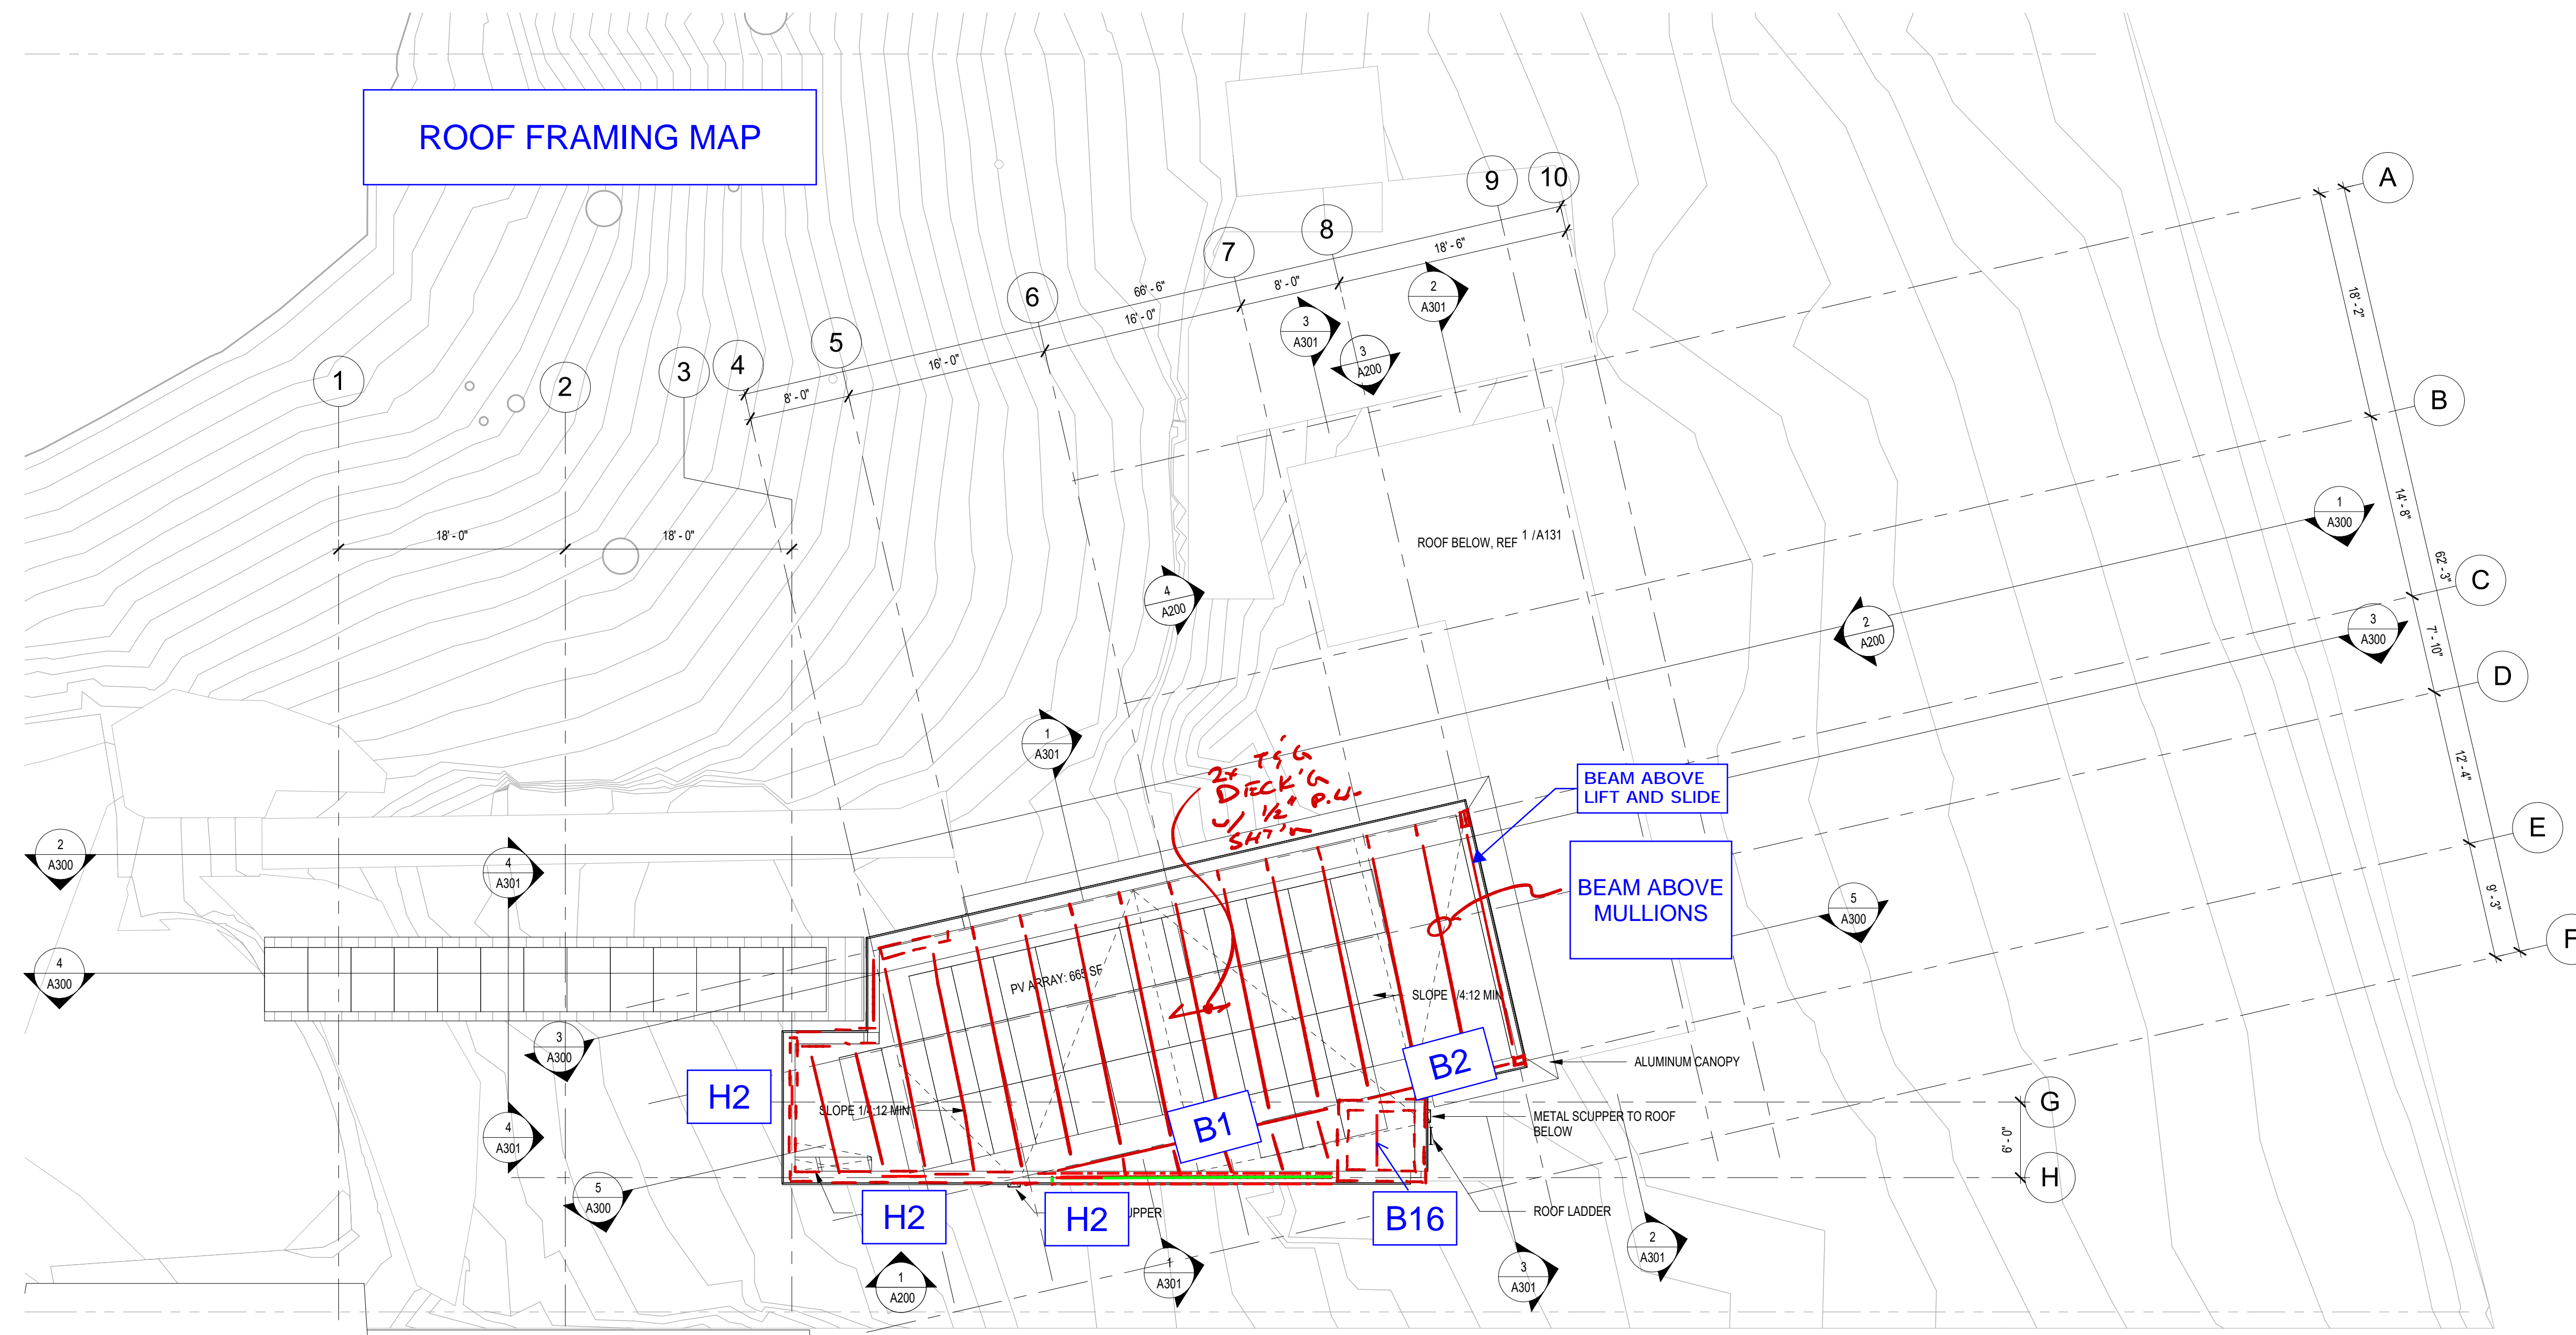 ROOF FRAMING MAP
1
2
3
4
5
6
7
8
9
10
A
B
C
D
E
F
G
H
66' - 6"
8' - 0"
16' - 0"
16' - 0"
8' - 0"
18' - 6"
18' - 2"
14' - 8"
62' - 3"
7' - 10"
12' - 4"
9' - 3"
6' - 0"
18' - 0"
18' - 0"
2
A301
3
A301
3
A200
1
A300
ROOF BELOW, REF 1 /A131
4
A200
2
A200
3
A300
1
A301
2x T&G
DECK'G
w/ 1/2" P.W.
SHT'G
BEAM ABOVE
LIFT AND SLIDE
BEAM ABOVE
MULLIONS
2
A300
4
A301
5
A300
4
A300
PV ARRAY: 665 SF
SLOPE /4:12 MIN
3
A300
B2
ALUMINUM CANOPY
H2
SLOPE 1/4:12 MIN
B1
METAL SCUPPER TO ROOF
BELOW
4
A301
5
A300
H2
H2
UPPER
B16
ROOF LADDER
1
A200
1
A301
3
A301
2
A301